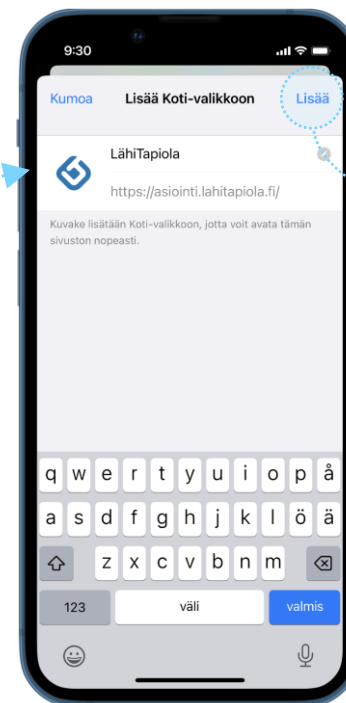 9:30
Kumoa Lisää Koti-valikkoon Lisää
LähiTapiola
https://asiointi.lahitapiola.fi/
Kuvake lisätään Koti-valikkoon, jotta voit avata tämän
sivuston nopeasti.
q w e r t y u i o p å
a s d f g h j k l ö ä
z x c v b n m
123 väli valmis